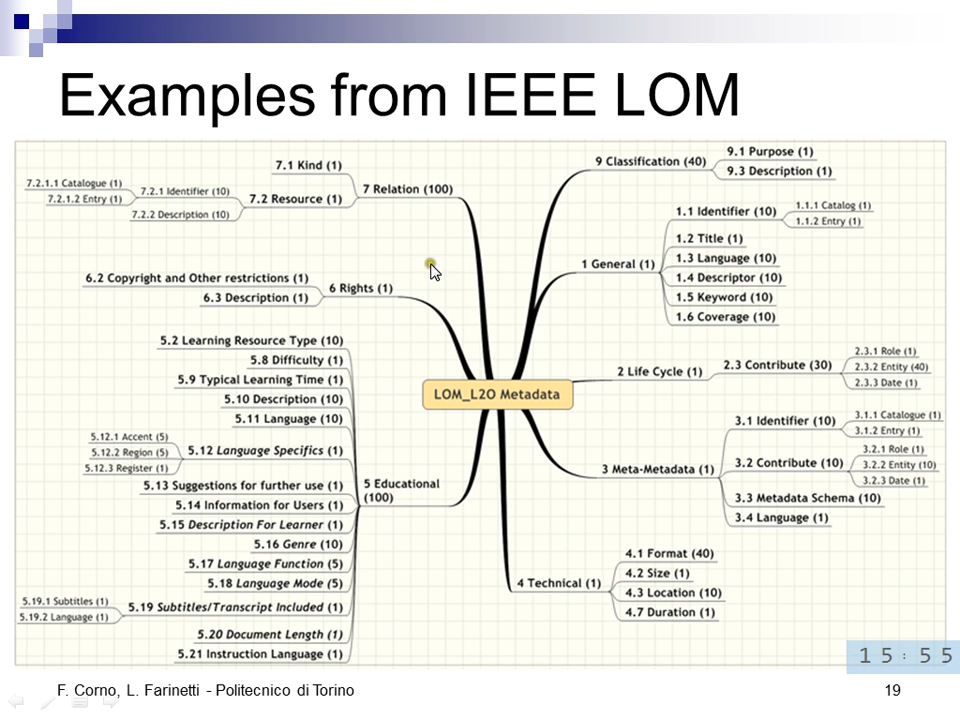 Examples from IEEE LOM
7.1 Kind (1)
7 Relation (100)
7.2 Resource (1)
7.2.1 Identifier (10)
7.2.1.1 Catalogue (1)
7.2.1.2 Entry (1)
7.2.2 Description (10)
6.2 Copyright and Other restrictions (1)
6 Rights (1)
6.3 Description (1)
5.2 Learning Resource Type (10)
5.8 Difficulty (1)
5.9 Typical Learning Time (1)
5.10 Description (10)
5.11 Language (10)
5.12 Language Specifics (1)
5.12.1 Accent (5)
5.12.2 Region (5)
5.12.3 Register (1)
5 Educational
(100)
5.13 Suggestions for further use (1)
5.14 Information for Users (1)
5.15 Description For Learner (1)
5.16 Genre (10)
5.17 Language Function (5)
5.18 Language Mode (5)
5.19 Subtitles/Transcript Included (1)
5.19.1 Subtitles (1)
5.19.2 Language (1)
5.20 Document Length (1)
5.21 Instruction Language (1)
LOM_L2O Metadata
9 Classification (40)
9.1 Purpose (1)
9.3 Description (1)
1 General (1)
1.1 Identifier (10)
1.1.1 Catalog (1)
1.1.2 Entry (1)
1.2 Title (1)
1.3 Language (10)
1.4 Descriptor (10)
1.5 Keyword (10)
1.6 Coverage (10)
2 Life Cycle (1)
2.3 Contribute (30)
2.3.1 Role (1)
2.3.2 Entity (40)
2.3.3 Date (1)
3 Meta-Metadata (1)
3.1 Identifier (10)
3.1.1 Catalogue (1)
3.1.2 Entry (1)
3.2 Contribute (10)
3.2.1 Role (1)
3.2.2 Entity (10)
3.2.3 Date (1)
3.3 Metadata Schema (10)
3.4 Language (1)
4 Technical (1)
4.1 Format (40)
4.2 Size (1)
4.3 Location (10)
4.7 Duration (1)
15:55
F. Corno, L. Farinetti - Politecnico di Torino
19